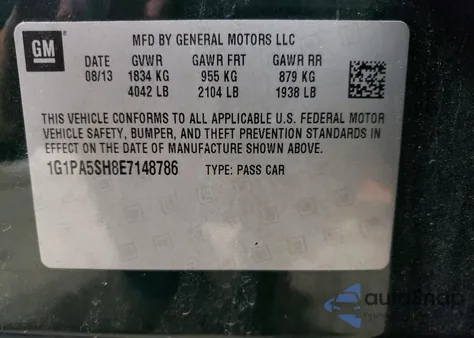 GM
MFD BY GENERAL MOTORS LLC
DATE GVWR GAWR FRT GAWR RR
08/13 1834 KG 955 KG 879 KG
4042 LB 2104 LB 1938 LB
THIS VEHICLE CONFORMS TO ALL APPLICABLE U.S. FEDERAL MOTOR
VEHICLE SAFETY, BUMPER, AND THEFT PREVENTION STANDARDS IN
EFFECT ON THE DATE OF MANUFACTURE SHOWN ABOVE.
1G1PA5SH8E7148786 TYPE: PASS CAR
autosnap